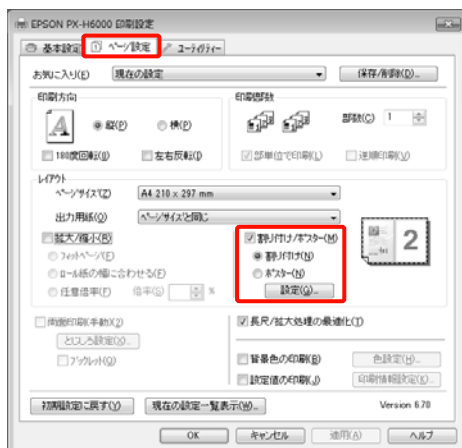 EPSON PX-H6000 印刷設定
基本設定 ページ設定 ユーティリティー
お気に入り(E) 現在の設定 保存/削除(D)...
印刷方向 印刷部数
縦(P) 横(R) 部数(C) 1
180度回転(I) 左右反転(J) 部単位で印刷(L) 逆順印刷(V)
レイアウト
ページサイズ(Z) A4 210 x 297 mm
出力用紙(O) ページサイズと同じ
拡大/縮小(B) 割り付け/ポスター(M)
フィットページ(F) 割り付け(N)
ロール紙の幅に合わせる(F) ポスター(N)
任意倍率(F) 倍率(S) % 設定(G)...
2
両面印刷(手動)(X) 長尺/拡大処理の最適化(T)
とじしろ設定(Q)...
ブックレット(Q) 背景色の印刷(B) 色設定(H)...
設定値の印刷(J) 印刷情報設定(K)...
初期設定に戻す(Y) 現在の設定一覧表示(W)... Version 6.70
OK キャンセル 適用(A) ヘルプ